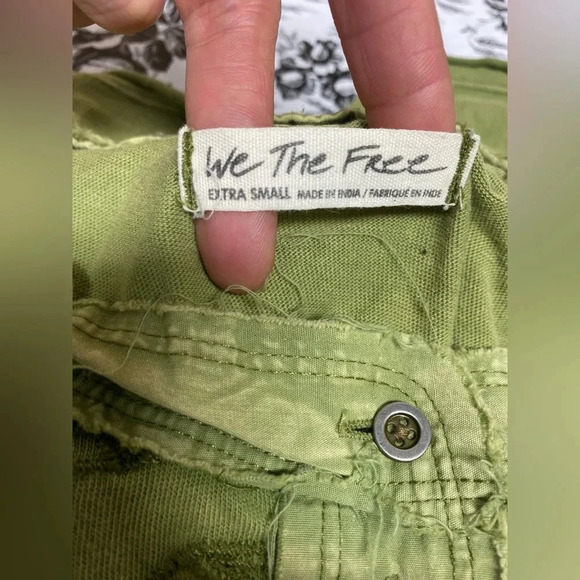 We The Free
EXTRA SMALL MADE IN INDIA / FABRIQUÉ EN INDE